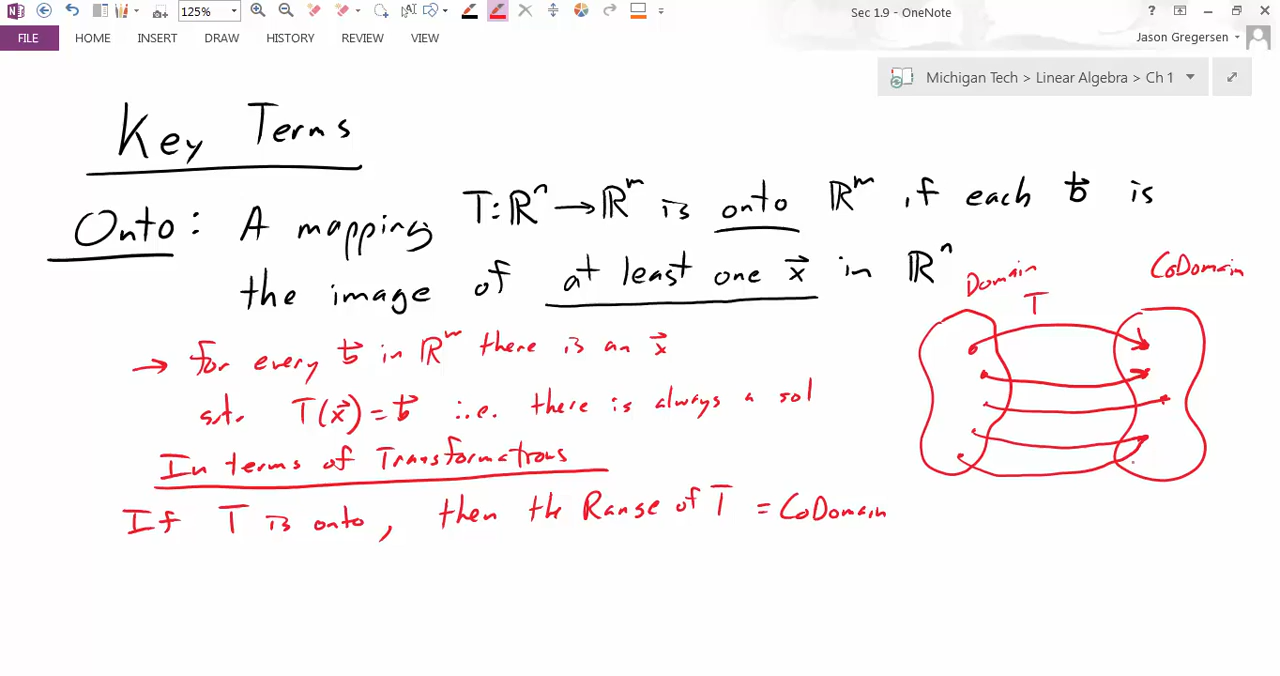 125%
Sec 1.9 - OneNote
FILE HOME INSERT DRAW HISTORY REVIEW VIEW
Jason Gregersen
Michigan Tech > Linear Algebra > Ch 1
Key Terms
Onto: A mapping T: ℝⁿ → ℝᵐ is onto ℝᵐ if each b⃗ is
the image of at least one x⃗ in ℝⁿ
Domain
CoDomain
T
→ for every b⃗ in ℝᵐ there is an x⃗
s.t. T(x⃗) = b⃗ i.e. there is always a sol
In terms of Transformations
If T is onto, then the Range of T = CoDomain